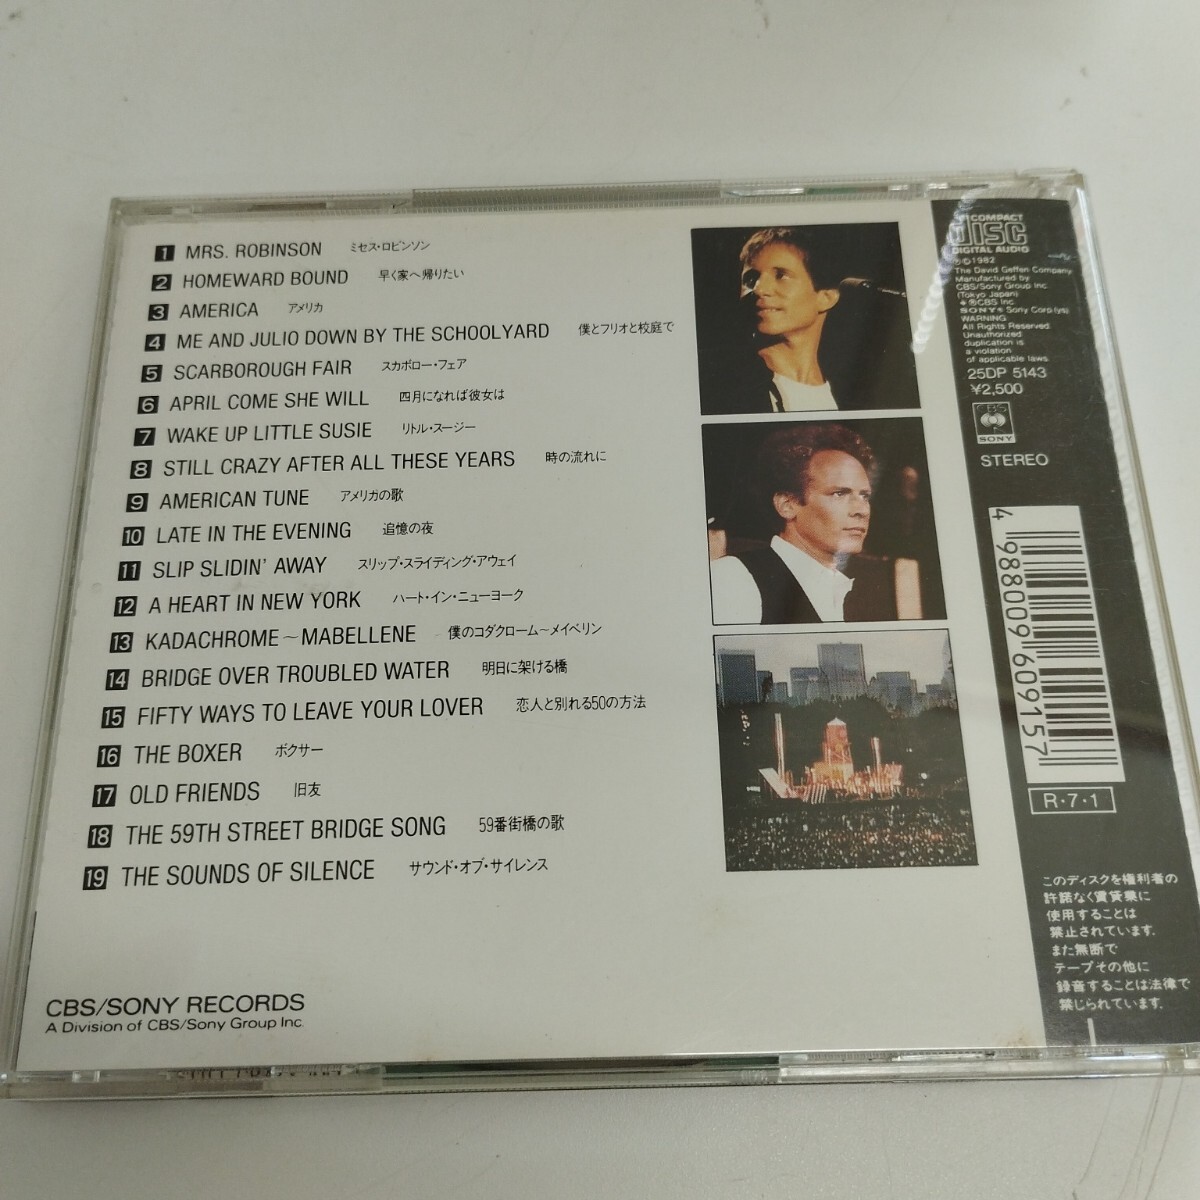 1 MRS. ROBINSON ミセス・ロビンソン
2 HOMEWARD BOUND 早く家へ帰りたい
3 AMERICA アメリカ
4 ME AND JULIO DOWN BY THE SCHOOLYARD 僕とフリオと校庭で
5 SCARBOROUGH FAIR スカボロー・フェア
6 APRIL COME SHE WILL 四月になれば彼女は
7 WAKE UP LITTLE SUSIE リトル・スージー
8 STILL CRAZY AFTER ALL THESE YEARS 時の流れに
9 AMERICAN TUNE アメリカの歌
10 LATE IN THE EVENING 追憶の夜
11 SLIP SLIDIN' AWAY スリップ・スライディング・アウェイ
12 A HEART IN NEW YORK ハート・イン・ニューヨーク
13 KADACHROME～MABELLENE 僕のコダクローム～メイベリン
14 BRIDGE OVER TROUBLED WATER 明日に架ける橋
15 FIFTY WAYS TO LEAVE YOUR LOVER 恋人と別れる50の方法
16 THE BOXER ボクサー
17 OLD FRIENDS 旧友
18 THE 59TH STREET BRIDGE SONG 59番街橋の歌
19 THE SOUNDS OF SILENCE サウンド・オブ・サイレンス
CBS/SONY RECORDS
A Division of CBS/Sony Group Inc.
COMPACT
disc
DIGITAL AUDIO
℗©1982
The David Geffen Company
Manufactured by
CBS/Sony Group Inc.
(Tokyo Japan)
®CBS Inc
SONY® Sony Corp(ys)
WARNING
All Rights Reserved.
Unauthorized
duplication is
a violation
of applicable laws.
25DP 5143
¥2,500
CBS
SONY
STEREO
4 988009 609157
R・7・1
このディスクを権利者の
許諾なく賃貸業に
使用することは
禁止されています。
また無断で
テープその他に
録音することは法律で
禁じられています。